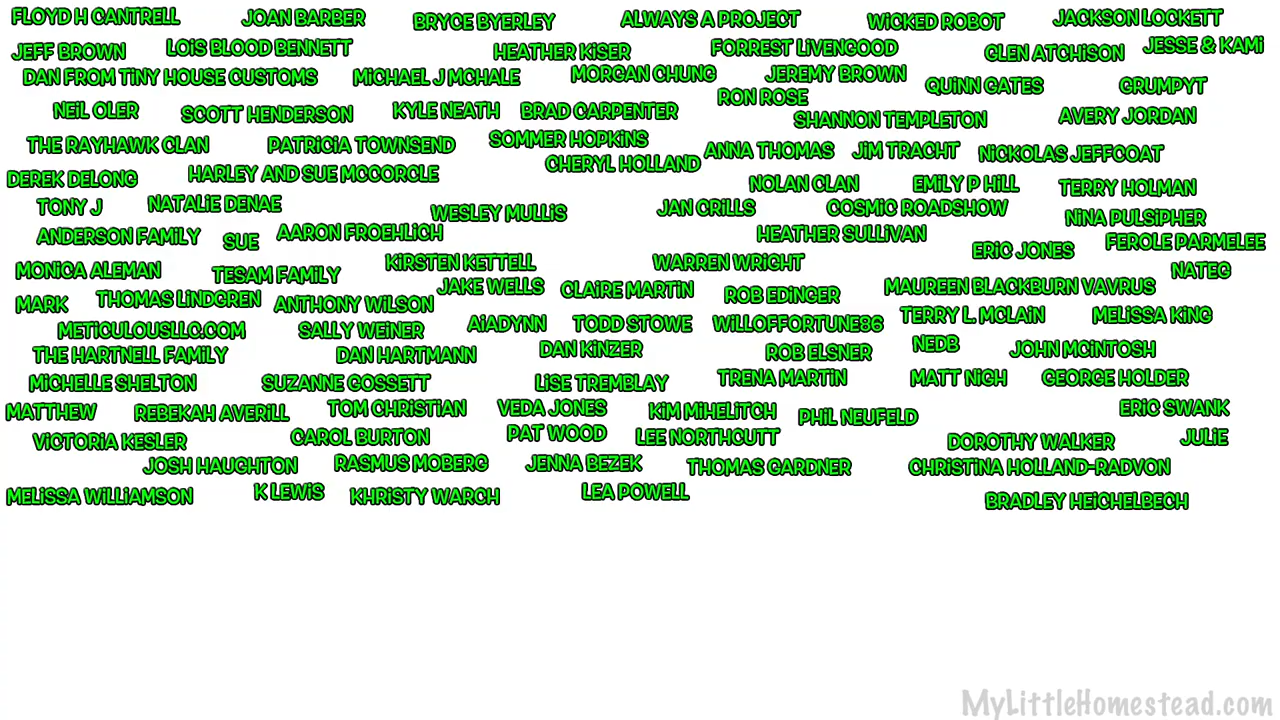 FLOYD H CANTRELL JOAN BARBER BRYCE BYERLEY ALWAYS A PROJECT WICKED ROBOT JACKSON LOCKETT
JEFF BROWN LOIS BLOOD BENNETT HEATHER KISER FORREST LIVENGOOD GLEN ATCHISON JESSE & KAMI
DAN FROM TINY HOUSE CUSTOMS MICHAEL J MCHALE MORGAN CHUNG JEREMY BROWN QUINN GATES GRUMPYT
NEIL OLER SCOTT HENDERSON KYLE NEATH BRAD CARPENTER RON ROSE SHANNON TEMPLETON AVERY JORDAN
THE RAYHAWK CLAN PATRICIA TOWNSEND SOMMER HOPKINS ANNA THOMAS JIM TRACHT NICKOLAS JEFFCOAT
DEREK DELONG HARLEY AND SUE MCCORCLE CHERYL HOLLAND NOLAN CLAN EMILY P HILL TERRY HOLMAN
TONY J NATALIE DENAE WESLEY MULLIS JAN CRILLS COSMIC ROADSHOW NINA PULSIPHER
ANDERSON FAMILY SUE AARON FROEHLICH HEATHER SULLIVAN ERIC JONES FEROLE PARMELEE
MONICA ALEMAN TESAM FAMILY KIRSTEN KETTELL WARREN WRIGHT NATEG
MARK THOMAS LINDGREN ANTHONY WILSON JAKE WELLS CLAIRE MARTIN ROB EDINGER MAUREEN BLACKBURN VAVRUS
METICULOUSLLC.COM SALLY WEINER AIADYNN TODD STOWE WILLOFFORTUNE86 TERRY L. MCLAIN MELISSA KING
THE HARTNELL FAMILY DAN HARTMANN DAN KINZER ROB ELSNER NEDB JOHN MCINTOSH
MICHELLE SHELTON SUZANNE GOSSETT LISE TREMBLAY TRENA MARTIN MATT NIGH GEORGE HOLDER
MATTHEW REBEKAH AVERILL TOM CHRISTIAN VEDA JONES KIM MIHELITCH PHIL NEUFELD ERIC SWANK
VICTORIA KESLER CAROL BURTON PAT WOOD LEE NORTHCUTT DOROTHY WALKER JULIE
JOSH HAUGHTON RASMUS MOBERG JENNA BEZEK THOMAS GARDNER CHRISTINA HOLLAND-RADVON
MELISSA WILLIAMSON K LEWIS KHRISTY WARCH LEA POWELL BRADLEY HEICHELBECH
MyLittleHomestead.com